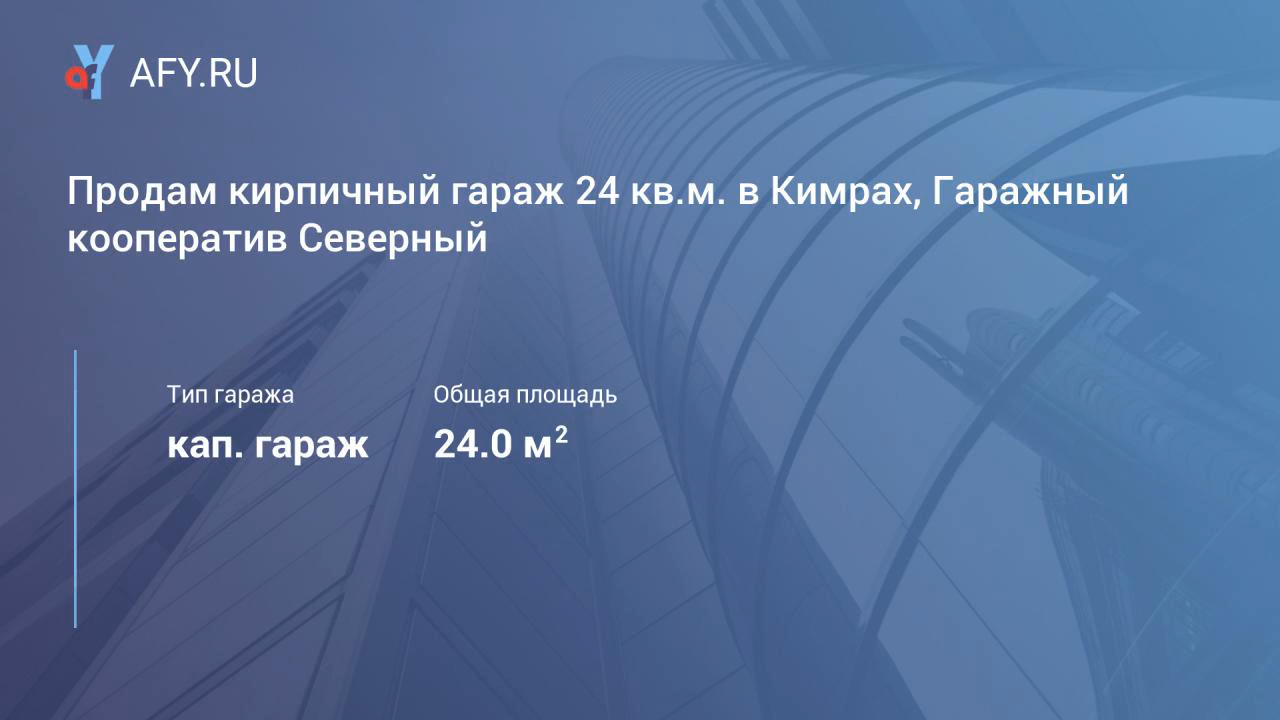 AFY.RU
Продам кирпичный гараж 24 кв.м. в Кимрах, Гаражный
кооператив Северный
Тип гаража
Общая площадь
кап. гараж
24.0 м²